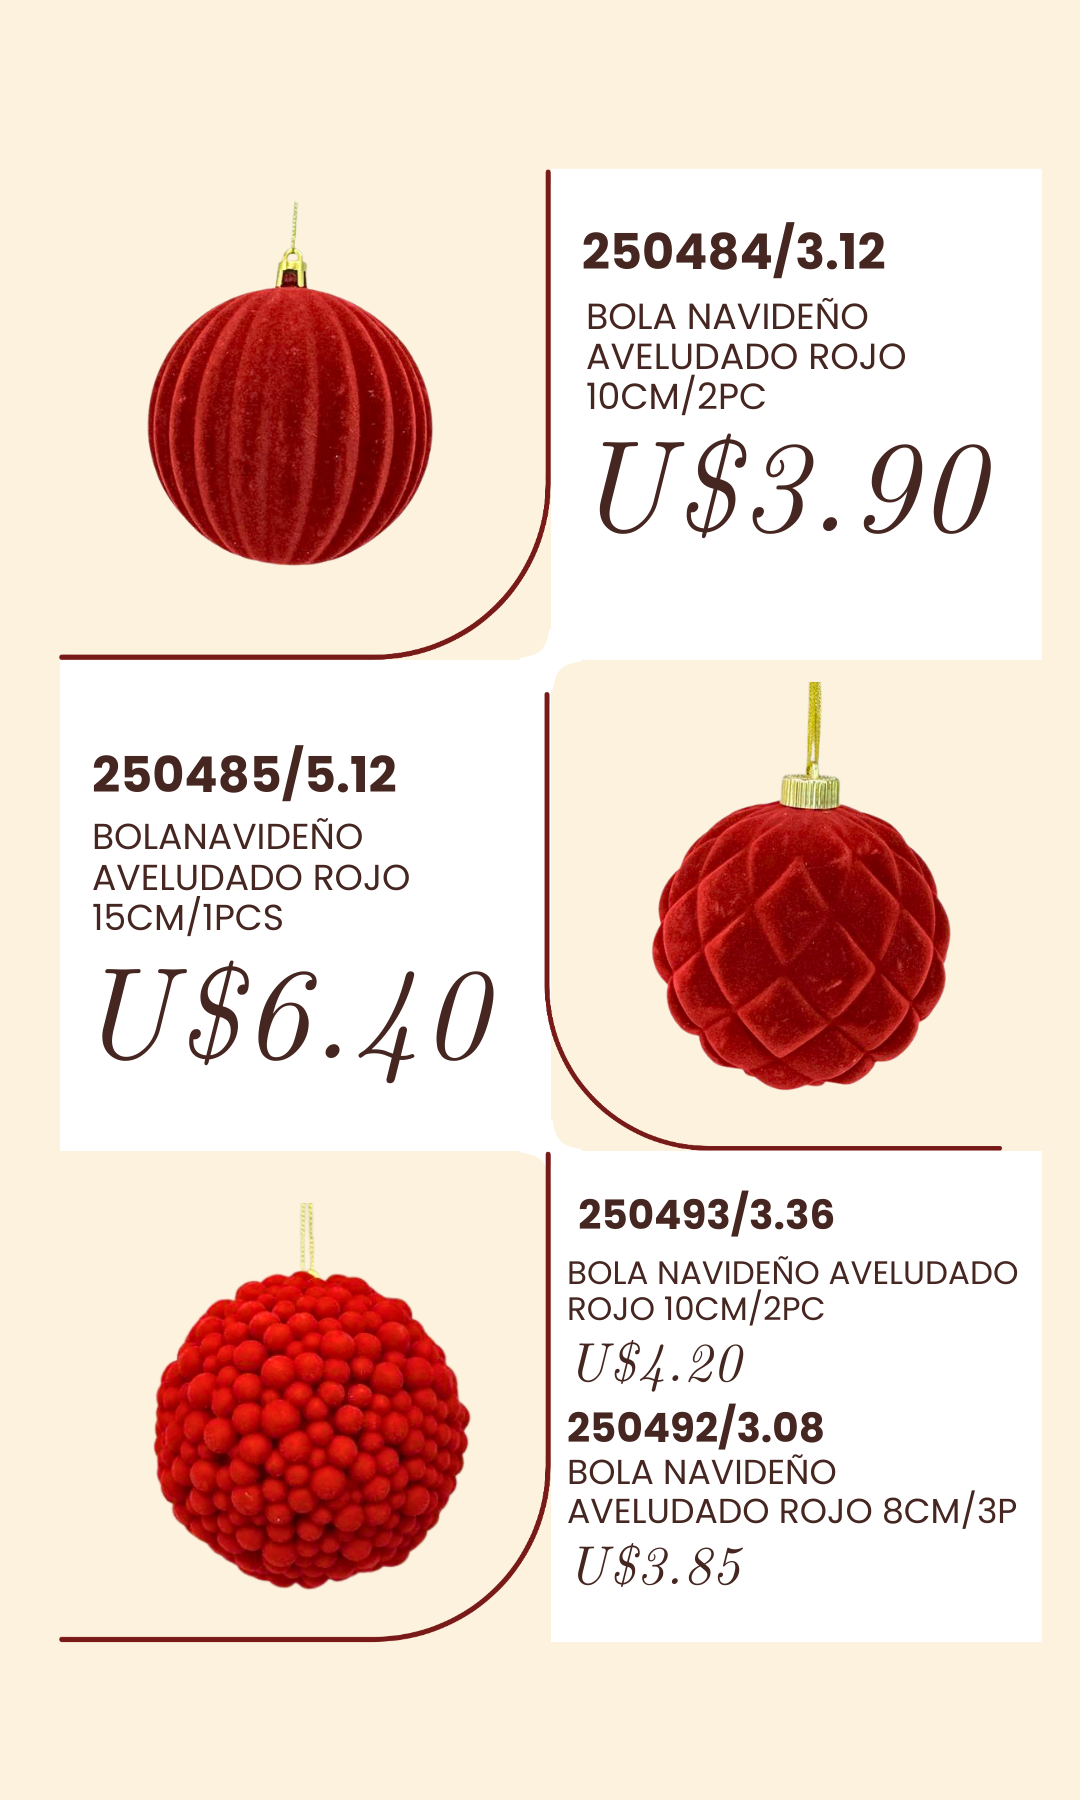 250484/3.12
BOLA NAVIDEÑO
AVELUDADO ROJO
10CM/2PC
U$3.90
250485/5.12
BOLANAVIDEÑO
AVELUDADO ROJO
15CM/1PCS
U$6.40
250493/3.36
BOLA NAVIDEÑO AVELUDADO
ROJO 10CM/2PC
U$4.20
250492/3.08
BOLA NAVIDEÑO
AVELUDADO ROJO 8CM/3P
U$3.85